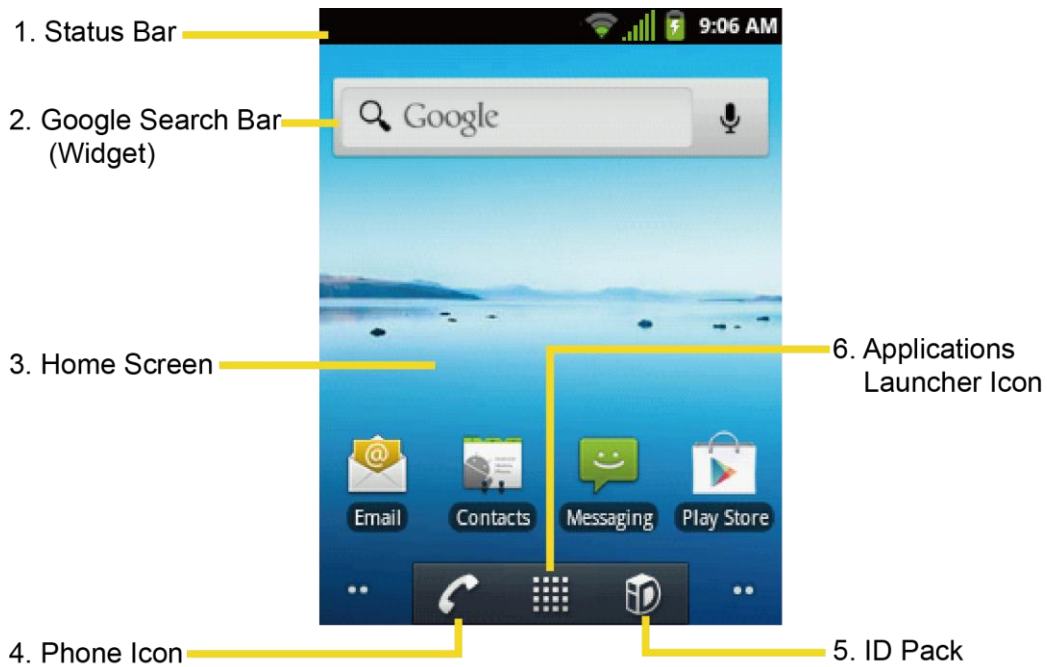 1. Status Bar
9:06 AM
2. Google Search Bar
(Widget)
Google
3. Home Screen
6. Applications
Launcher Icon
Email
Contacts
Messaging
Play Store
4. Phone Icon
5. ID Pack